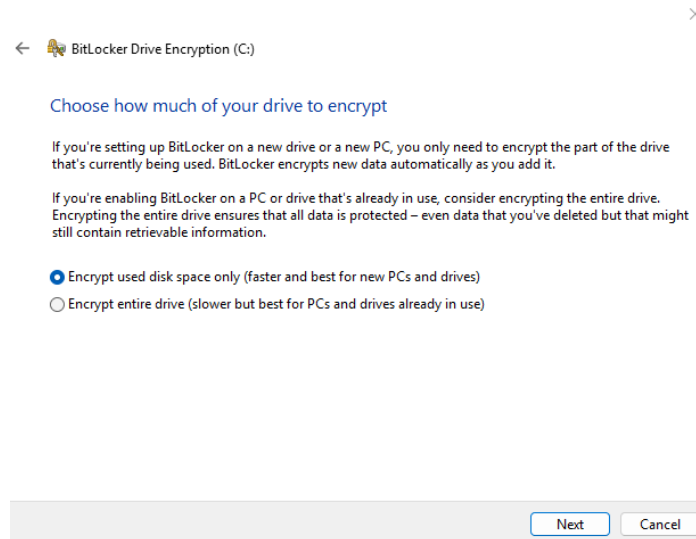 BitLocker Drive Encryption (C:)
Choose how much of your drive to encrypt
If you're setting up BitLocker on a new drive or a new PC, you only need to encrypt the part of the drive
that's currently being used. BitLocker encrypts new data automatically as you add it.
If you're enabling BitLocker on a PC or drive that's already in use, consider encrypting the entire drive.
Encrypting the entire drive ensures that all data is protected – even data that you've deleted but that might
still contain retrievable information.
Encrypt used disk space only (faster and best for new PCs and drives)
Encrypt entire drive (slower but best for PCs and drives already in use)
Next Cancel